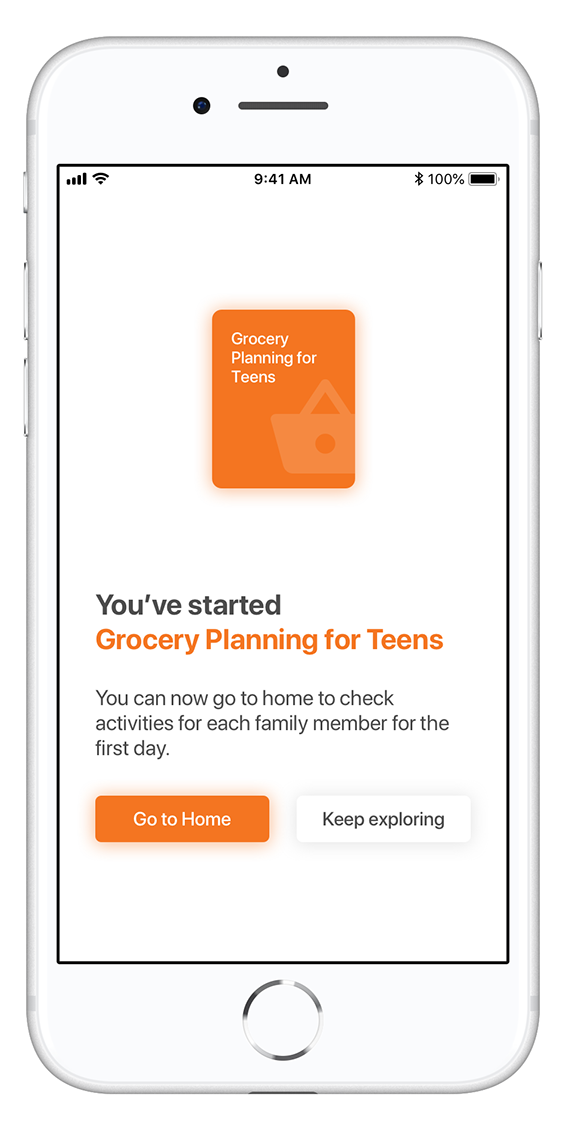 9:41 AM
100%
Grocery
Planning for
Teens
You’ve started
Grocery Planning for Teens
You can now go to home to check
activities for each family member for the
first day.
Go to Home
Keep exploring